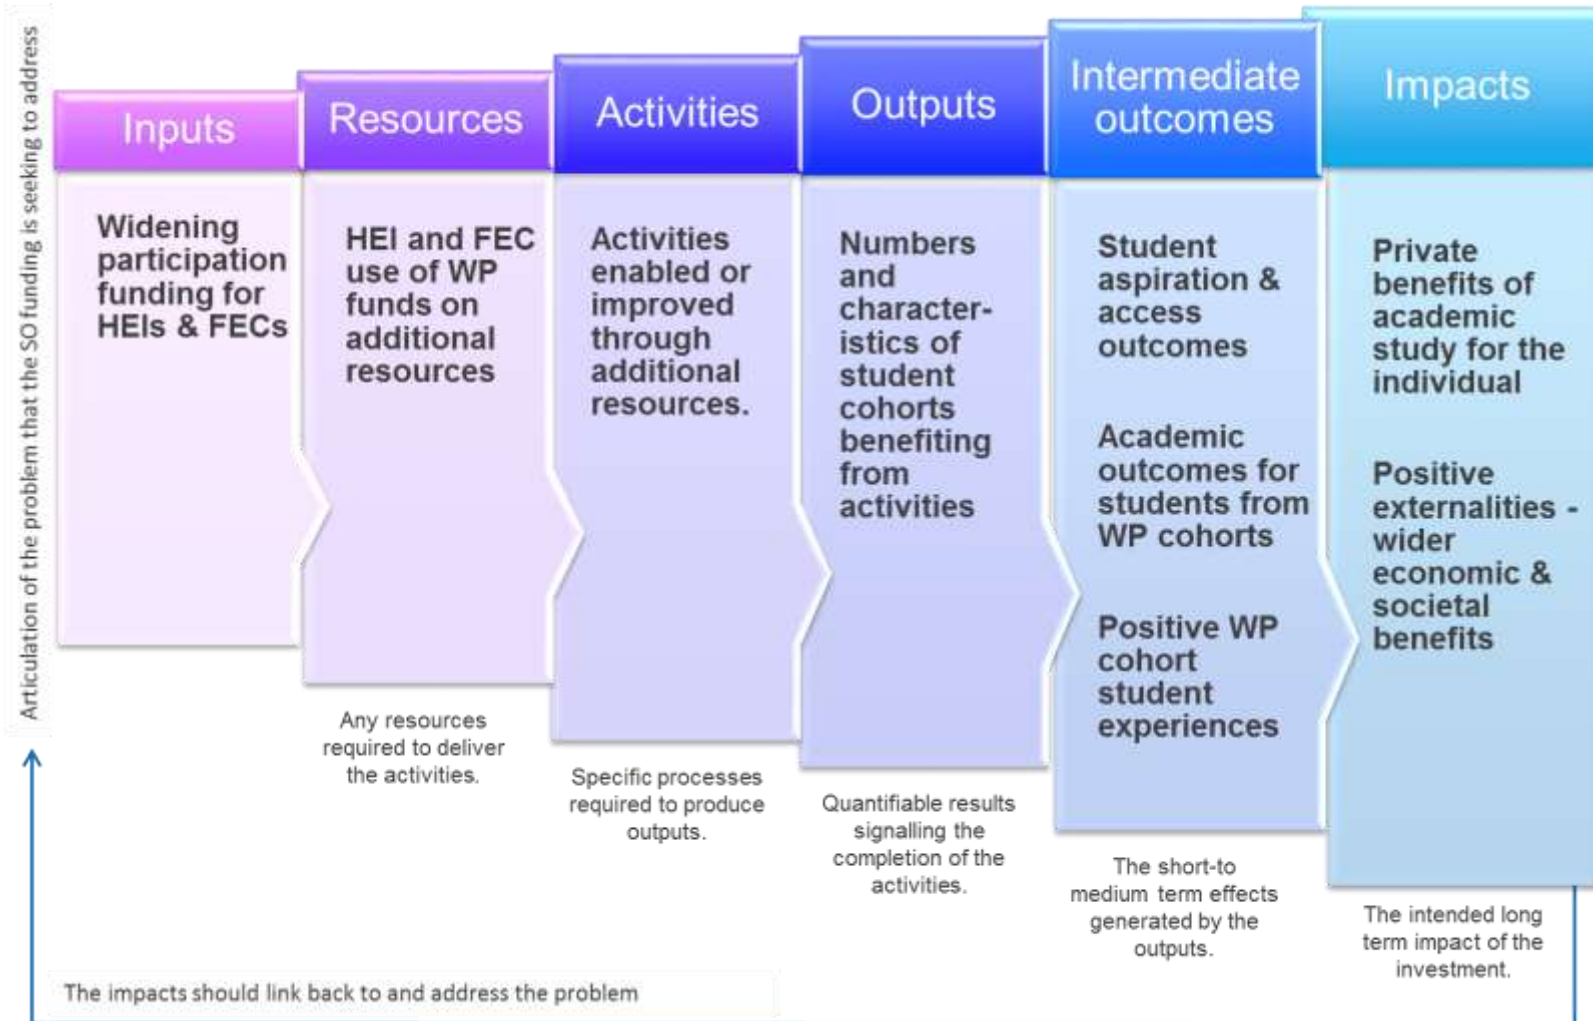 Articulation of the problem that the SO funding is seeking to address
Inputs
Widening
participation
funding for
HEIs & FECs
Resources
HEI and FEC
use of WP
funds on
additional
resources
Any resources
required to deliver
the activities.
Activities
Activities
enabled or
improved
through
additional
resources.
Specific processes
required to produce
outputs.
Outputs
Numbers
and
character-
istics of
student
cohorts
benefiting
from
activities
Quantifiable results
signalling the
completion of the
activities.
Intermediate
outcomes
Student
aspiration &
access
outcomes
Academic
outcomes for
students from
WP cohorts
Positive WP
cohort
student
experiences
The short-to
medium term effects
generated by the
outputs.
Impacts
Private
benefits of
academic
study for the
individual
Positive
externalities -
wider
economic &
societal
benefits
The intended long
term impact of the
investment.
The impacts should link back to and address the problem